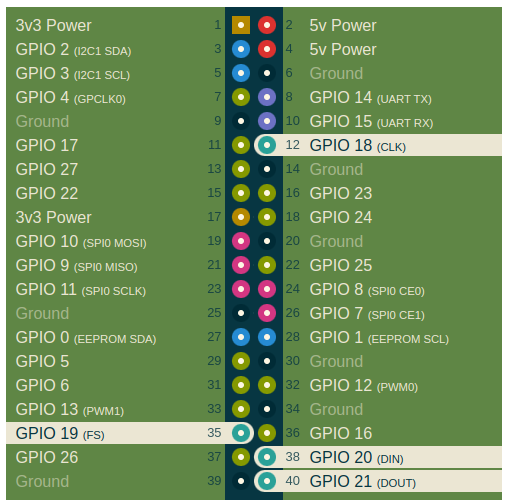 3v3 Power 1 2 5v Power
GPIO 2 (I2C1 SDA) 3 4 5v Power
GPIO 3 (I2C1 SCL) 5 6 Ground
GPIO 4 (GPCLK0) 7 8 GPIO 14 (UART TX)
Ground 9 10 GPIO 15 (UART RX)
GPIO 17 11 12 GPIO 18 (CLK)
GPIO 27 13 14 Ground
GPIO 22 15 16 GPIO 23
3v3 Power 17 18 GPIO 24
GPIO 10 (SPI0 MOSI) 19 20 Ground
GPIO 9 (SPI0 MISO) 21 22 GPIO 25
GPIO 11 (SPI0 SCLK) 23 24 GPIO 8 (SPI0 CE0)
Ground 25 26 GPIO 7 (SPI0 CE1)
GPIO 0 (EEPROM SDA) 27 28 GPIO 1 (EEPROM SCL)
GPIO 5 29 30 Ground
GPIO 6 31 32 GPIO 12 (PWM0)
GPIO 13 (PWM1) 33 34 Ground
GPIO 19 (FS) 35 36 GPIO 16
GPIO 26 37 38 GPIO 20 (DIN)
Ground 39 40 GPIO 21 (DOUT)